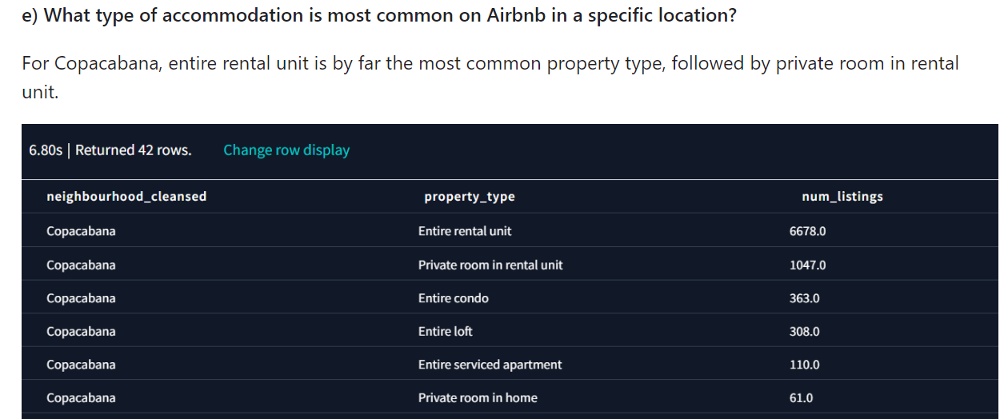 e) What type of accommodation is most common on Airbnb in a specific location?
For Copacabana, entire rental unit is by far the most common property type, followed by private room in rental
unit.
6.80s | Returned 42 rows. Change row display
neighbourhood_cleansed property_type num_listings
Copacabana Entire rental unit 6678.0
Copacabana Private room in rental unit 1047.0
Copacabana Entire condo 363.0
Copacabana Entire loft 308.0
Copacabana Entire serviced apartment 110.0
Copacabana Private room in home 61.0